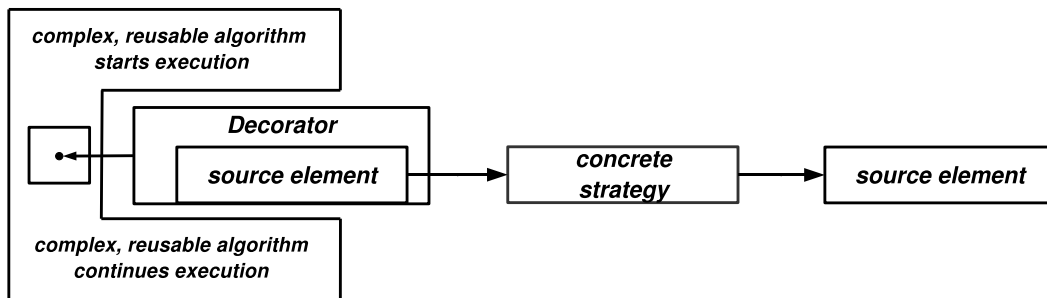 complex, reusable algorithm
starts execution
Decorator
source element
concrete
strategy
source element
complex, reusable algorithm
continues execution